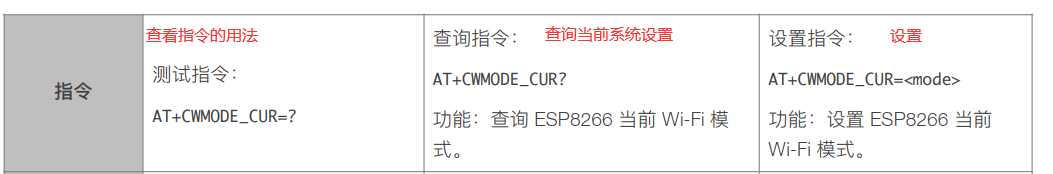 指令
查看指令的用法
测试指令：
AT+CWMODE_CUR=?
查询指令： 查询当前系统设置
AT+CWMODE_CUR?
功能：查询 ESP8266 当前 Wi-Fi 模
式。
设置指令： 设置
AT+CWMODE_CUR=<mode>
功能：设置 ESP8266 当前
Wi-Fi 模式。